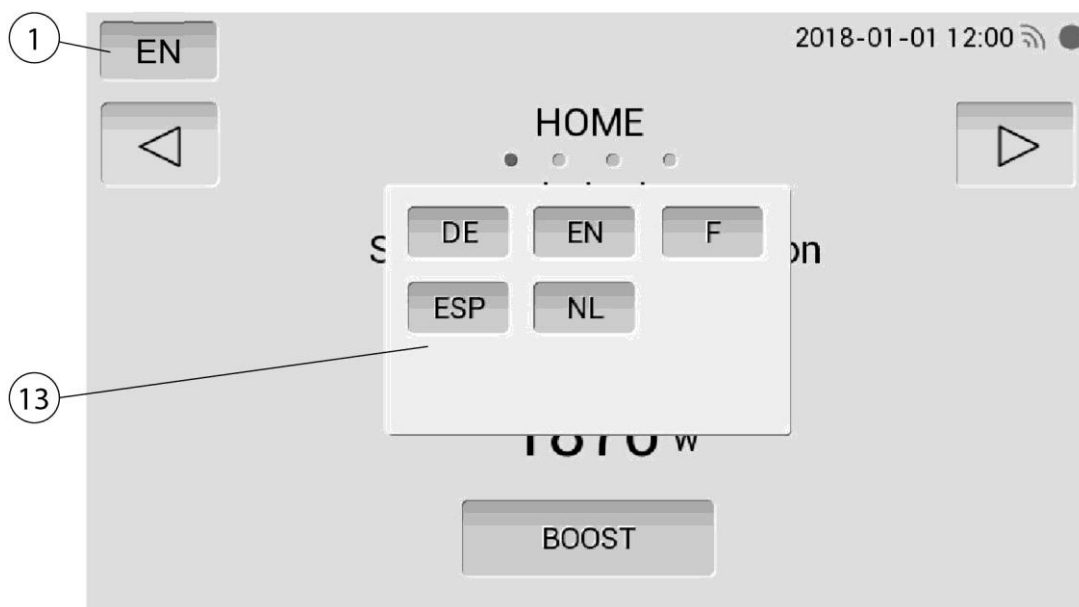 1
EN
2018-01-01 12:00
HOME
DE EN F
ESP NL
13
W
BOOST